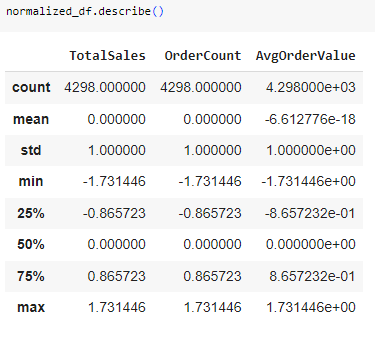 normalized_df.describe()
TotalSales OrderCount AvgOrderValue
count 4298.000000 4298.000000 4.298000e+03
mean 0.000000 0.000000 -6.612776e-18
std 1.000000 1.000000 1.000000e+00
min -1.731446 -1.731446 -1.731446e+00
25% -0.865723 -0.865723 -8.657232e-01
50% 0.000000 0.000000 0.000000e+00
75% 0.865723 0.865723 8.657232e-01
max 1.731446 1.731446 1.731446e+00